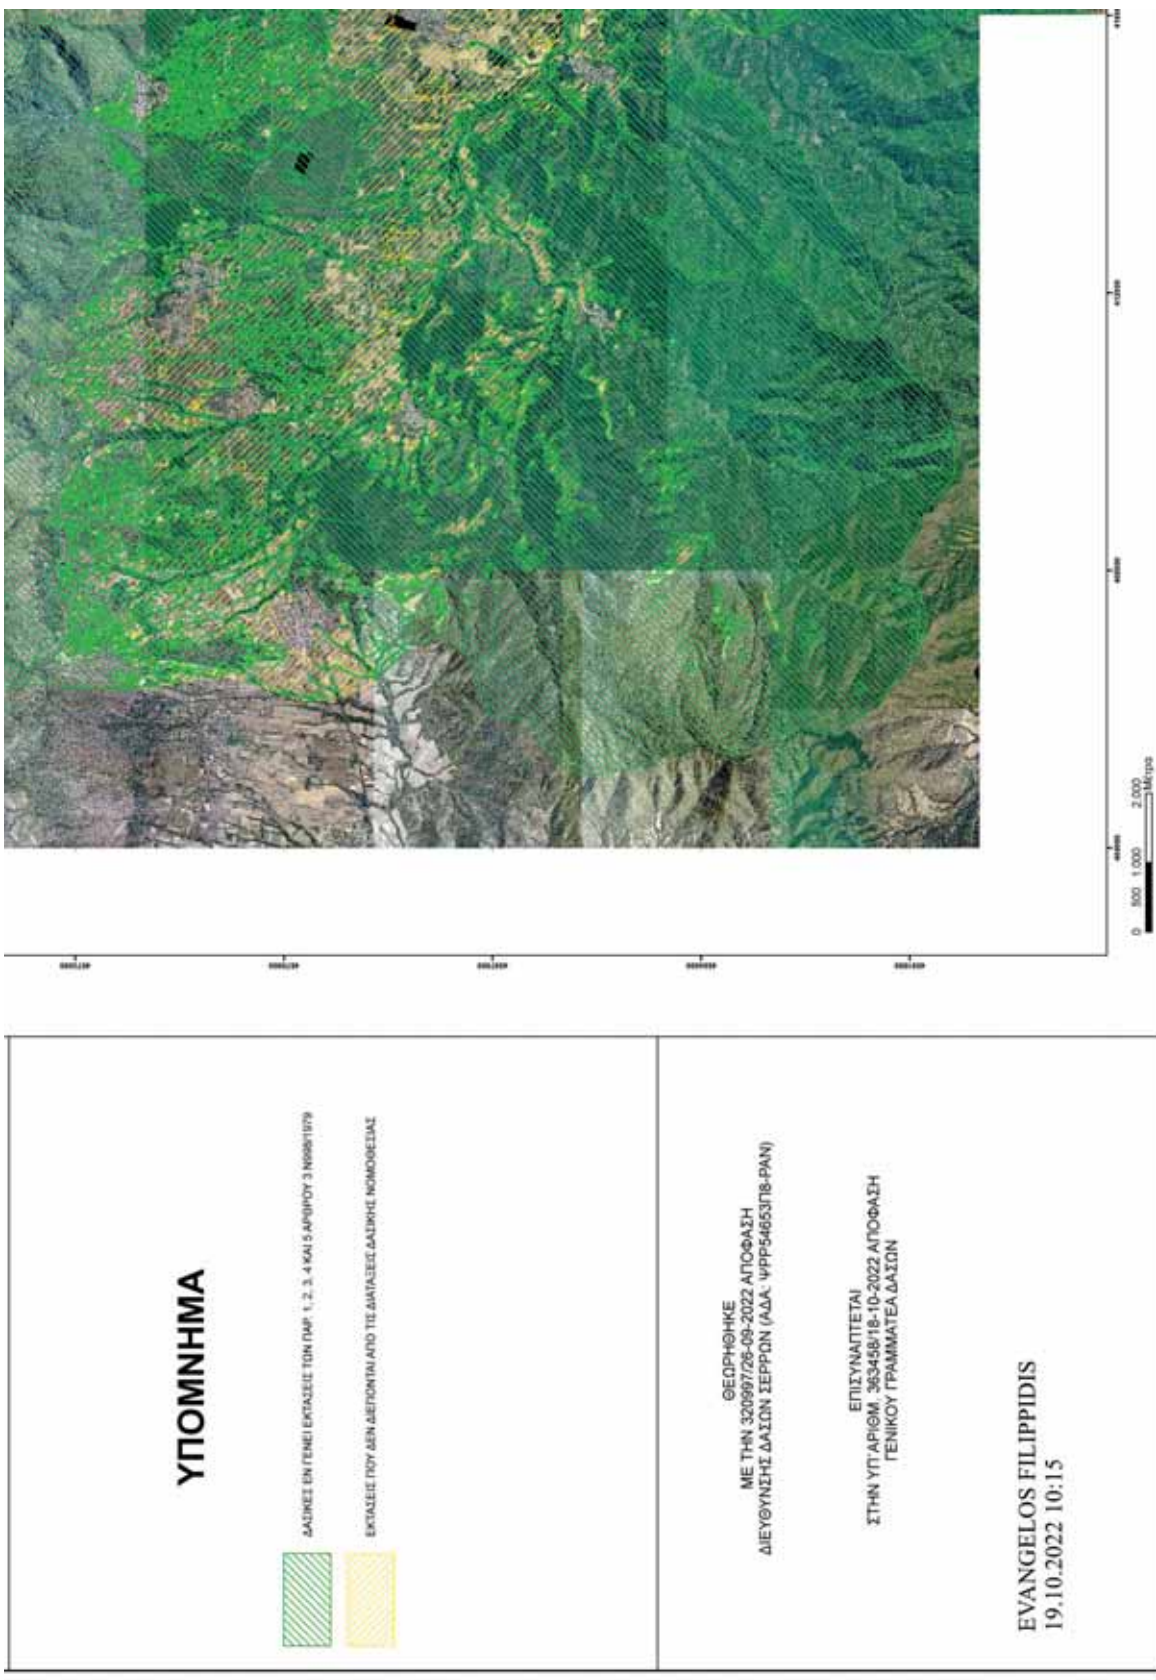 ΥΠΟΜΝΗΜΑ
ΔΑΣΙΚΕΣ ΕΝ ΓΕΝΕΙ ΕΚΤΑΣΕΙΣ ΤΩΝ ΠΑΡ. 1, 2, 3, 4 ΚΑΙ 5 ΑΡΘΡΟΥ 3 Ν998/1979
ΕΚΤΑΣΕΙΣ ΠΟΥ ΔΕΝ ΔΙΕΠΟΝΤΑΙ ΑΠΟ ΤΙΣ ΔΙΑΤΑΞΕΙΣ ΔΑΣΙΚΗΣ ΝΟΜΟΘΕΣΙΑΣ
ΘΕΩΡΗΘΗΚΕ
ΜΕ ΤΗΝ 320997/26-09-2022 ΑΠΟΦΑΣΗ
ΔΙΕΥΘΥΝΣΗΣ ΔΑΣΩΝ ΣΕΡΡΩΝ (ΑΔΑ: ΨΡΡ54653Π8-ΡΑΝ)
ΕΠΙΣΥΝΑΠΤΕΤΑΙ
ΣΤΗΝ ΥΠ'ΑΡΙΘΜ. 363458/18-10-2022 ΑΠΟΦΑΣΗ
ΓΕΝΙΚΟΥ ΓΡΑΜΜΑΤΕΑ ΔΑΣΩΝ
EVANGELOS FILIPPIDIS
19.10.2022 10:15
0 500 1.000 2.000
Μέτρα